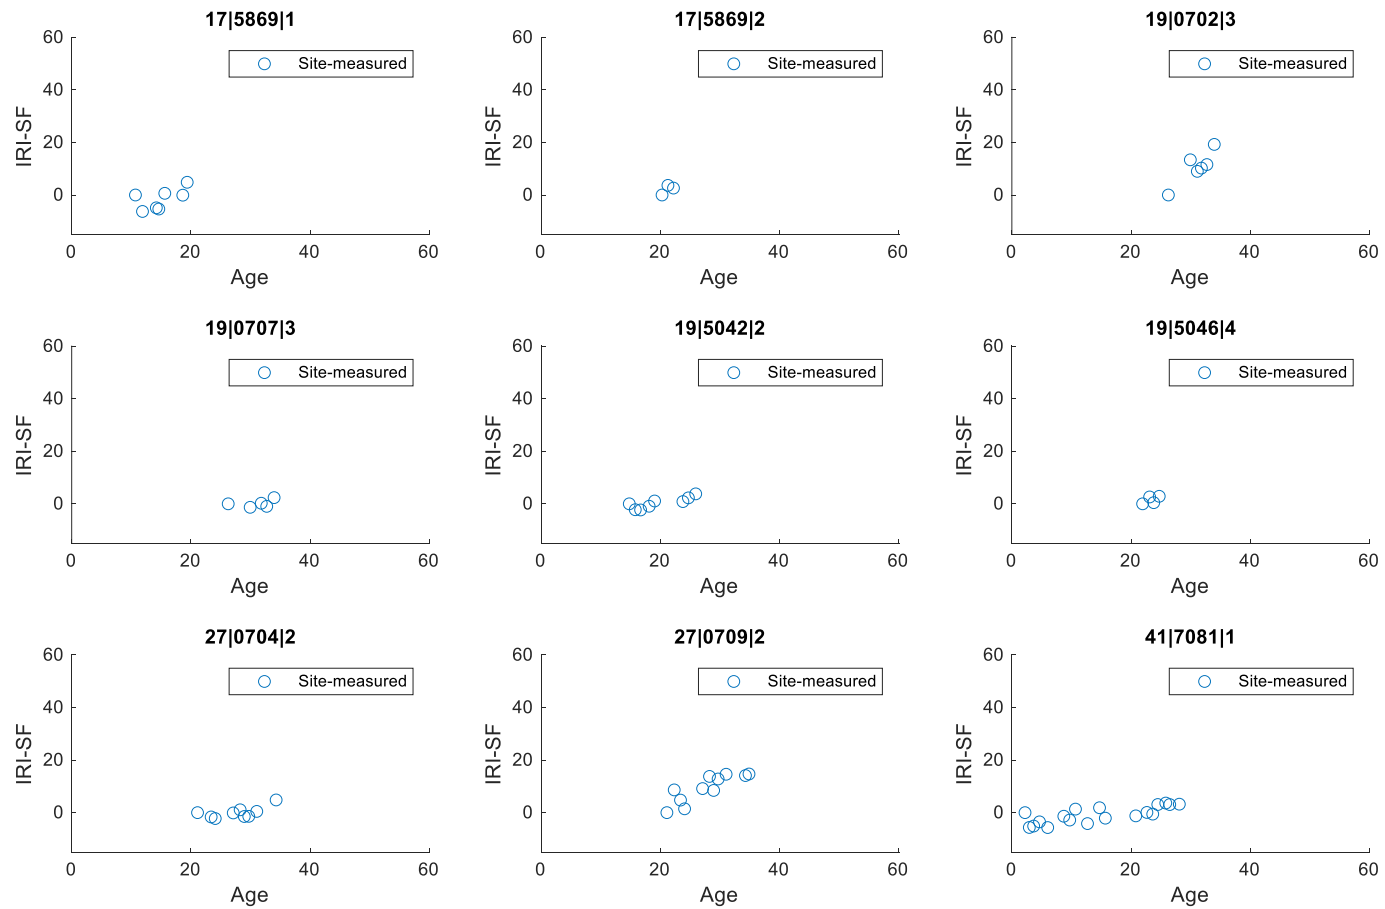 17|5869|1
60
40
20
0
IRI-SF
Site-measured
0 20 40 60
Age
17|5869|2
60
40
20
0
IRI-SF
Site-measured
0 20 40 60
Age
19|0702|3
60
40
20
0
IRI-SF
Site-measured
0 20 40 60
Age
19|0707|3
60
40
20
0
IRI-SF
Site-measured
0 20 40 60
Age
19|5042|2
60
40
20
0
IRI-SF
Site-measured
0 20 40 60
Age
19|5046|4
60
40
20
0
IRI-SF
Site-measured
0 20 40 60
Age
27|0704|2
60
40
20
0
IRI-SF
Site-measured
0 20 40 60
Age
27|0709|2
60
40
20
0
IRI-SF
Site-measured
0 20 40 60
Age
41|7081|1
60
40
20
0
IRI-SF
Site-measured
0 20 40 60
Age